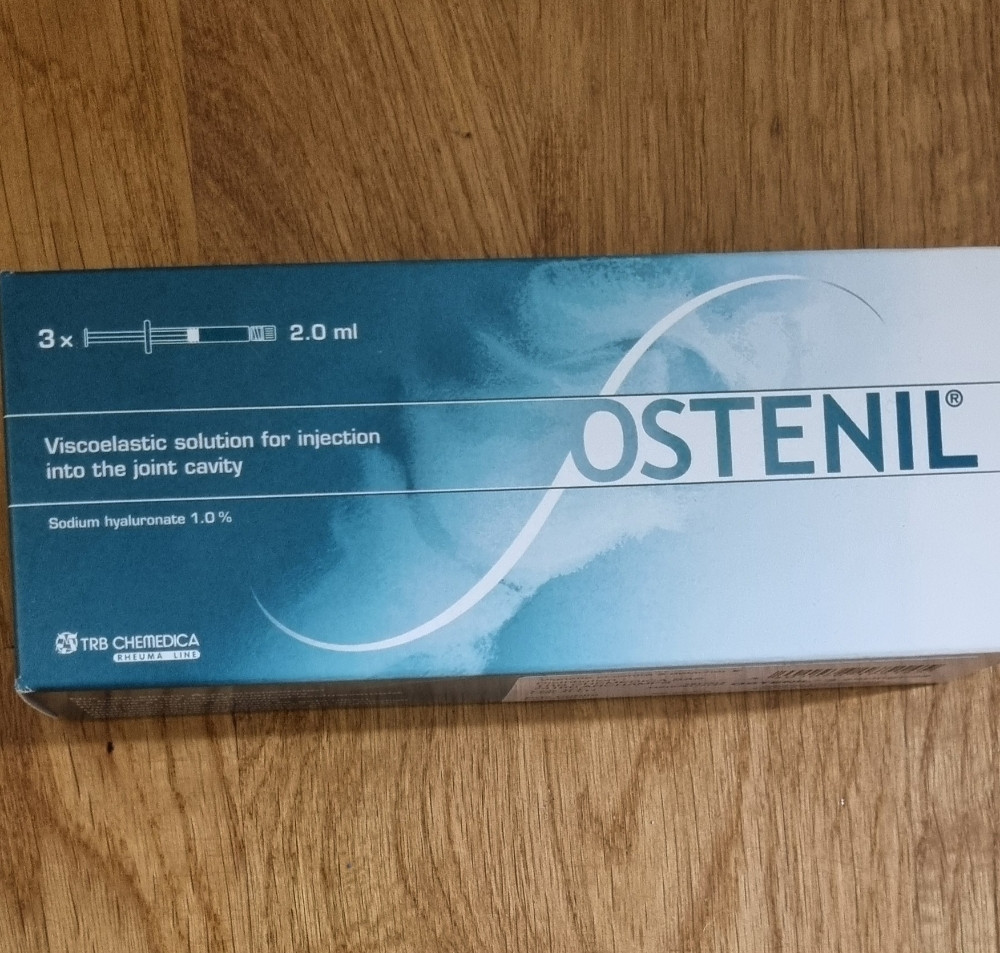 3 x 2.0 ml
OSTENIL®
Viscoelastic solution for injection
into the joint cavity
Sodium hyaluronate 1.0 %
TRB CHEMEDICA
RHEUMA LINE